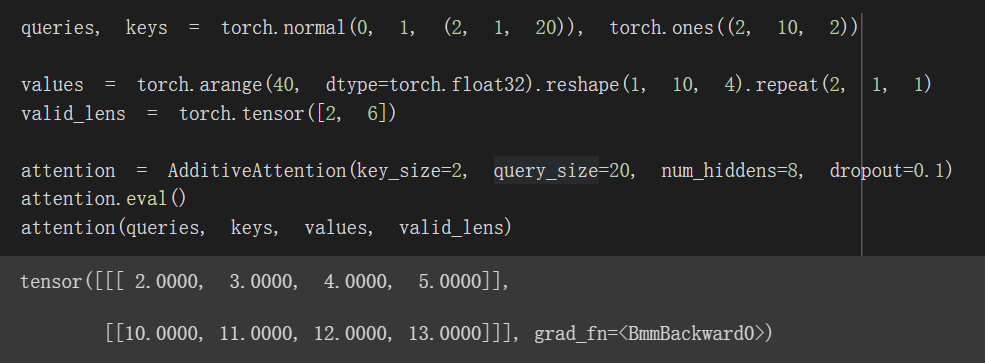 queries, keys = torch.normal(0, 1, (2, 1, 20)), torch.ones((2, 10, 2))
values = torch.arange(40, dtype=torch.float32).reshape(1, 10, 4).repeat(2, 1, 1)
valid_lens = torch.tensor([2, 6])
attention = AdditiveAttention(key_size=2, query_size=20, num_hiddens=8, dropout=0.1)
attention.eval()
attention(queries, keys, values, valid_lens)
tensor([[[ 2.0000, 3.0000, 4.0000, 5.0000]],
[[10.0000, 11.0000, 12.0000, 13.0000]]], grad_fn=<BmmBackward0>)